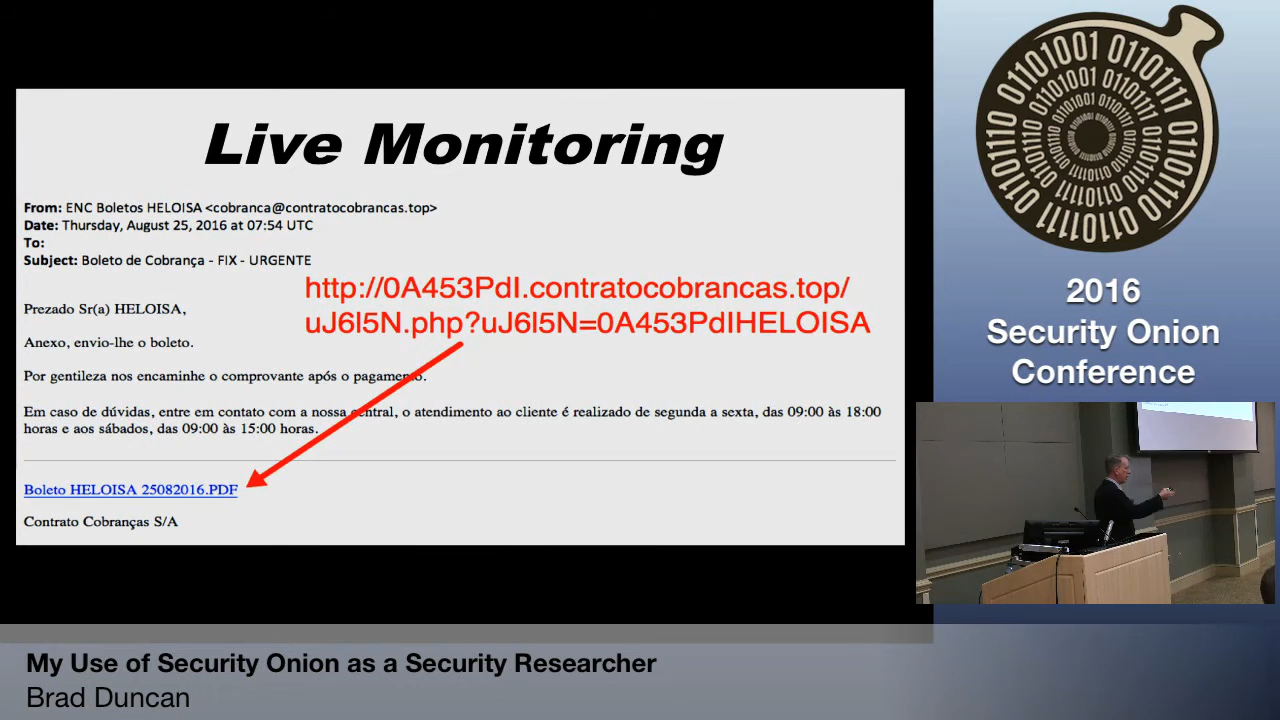 Live Monitoring
From: ENC Boletos HELOISA <cobranca@contratocobrancas.top>
Date: Thursday, August 25, 2016 at 07:54 UTC
To:
Subject: Boleto de Cobrança - FIX - URGENTE
http://0A453PdI.contratocobrancas.top/
uJ6l5N.php?uJ6l5N=0A453PdIHELOISA
Prezado Sr(a) HELOISA,
Anexo, envio-lhe o boleto.
Por gentileza nos encaminhe o comprovante após o pagamento.
Em caso de dúvidas, entre em contato com a nossa central, o atendimento ao cliente é realizado de segunda a sexta, das 09:00 às 18:00
horas e aos sábados, das 09:00 às 15:00 horas.
Boleto HELOISA 25082016.PDF
Contrato Cobranças S/A
01101001 01101111
01101110 01101001 01101111 01101110
2016
Security Onion
Conference
My Use of Security Onion as a Security Researcher
Brad Duncan